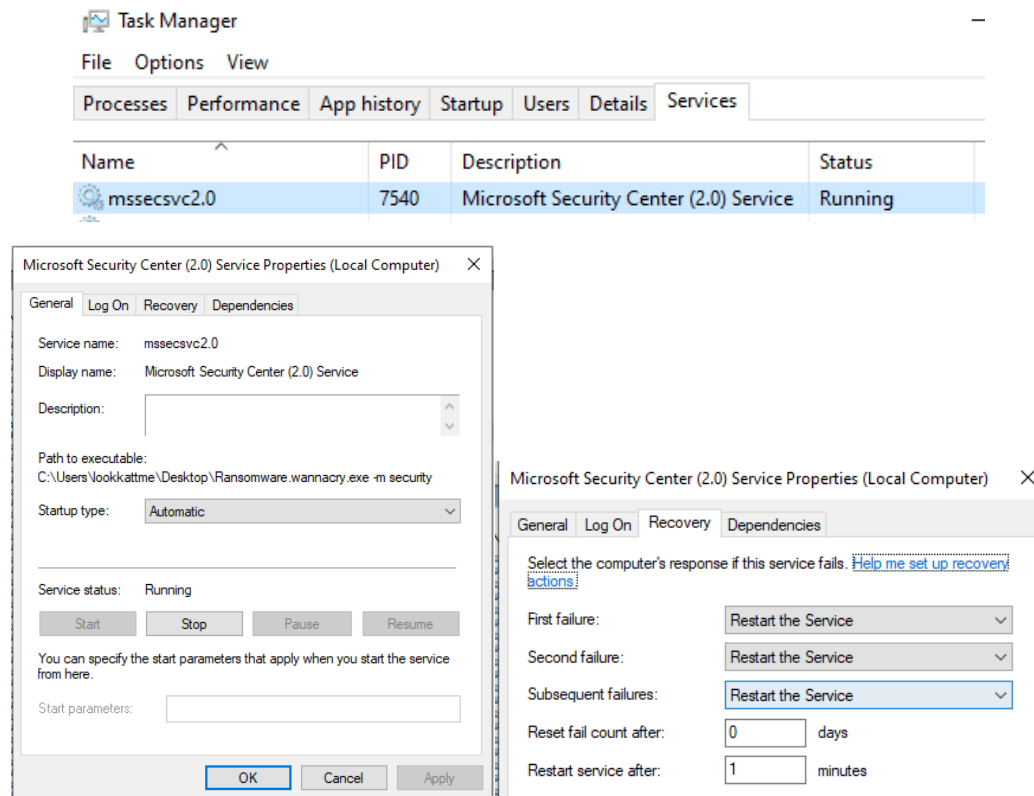 Task Manager
File Options View
Processes Performance App history Startup Users Details Services
Name PID Description Status
mssecsvc2.0 7540 Microsoft Security Center (2.0) Service Running
Microsoft Security Center (2.0) Service Properties (Local Computer)
General Log On Recovery Dependencies
Service name: mssecsvc2.0
Display name: Microsoft Security Center (2.0) Service
Description:
Path to executable:
C:\Users\lookkattme\Desktop\Ransomware.wannacry.exe -m security
Startup type: Automatic
Service status: Running
Start Stop Pause Resume
You can specify the start parameters that apply when you start the service
from here.
Start parameters:
OK Cancel Apply
Microsoft Security Center (2.0) Service Properties (Local Computer)
General Log On Recovery Dependencies
Select the computer's response if this service fails. Help me set up recovery
actions.
First failure: Restart the Service
Second failure: Restart the Service
Subsequent failures: Restart the Service
Reset fail count after: 0 days
Restart service after: 1 minutes